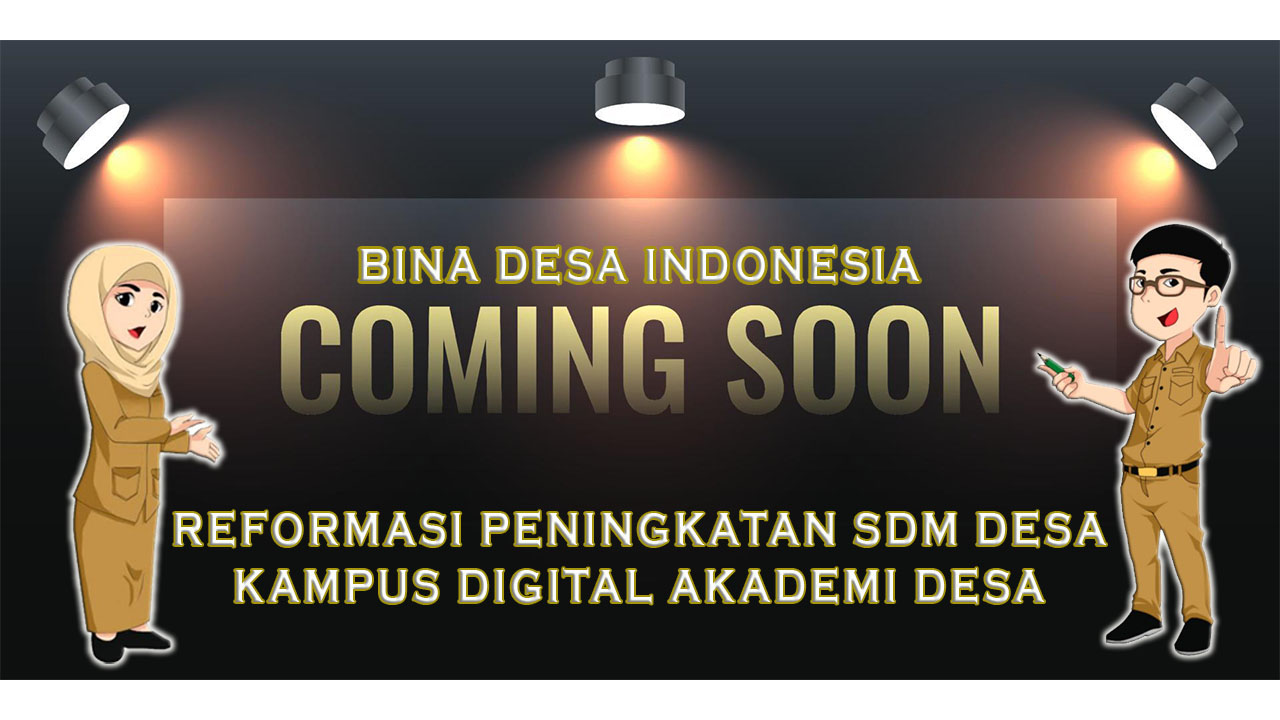 BINA DESA INDONESIA
COMING SOON
REFORMASI PENINGKATAN SDM DESA
KAMPUS DIGITAL AKADEMI DESA